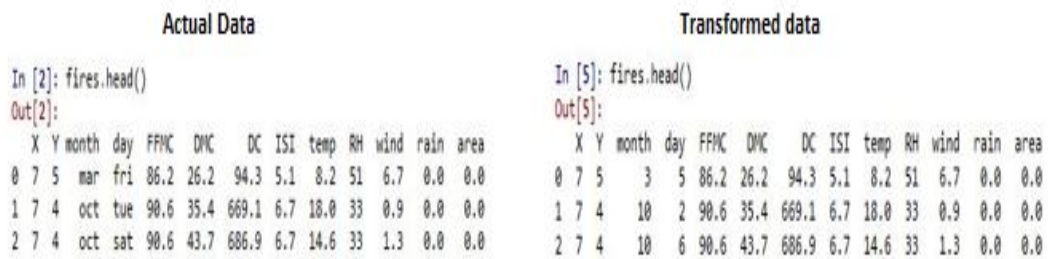 Actual Data
In [2]: fires.head()
Out[2]:
X Y month day FFMC DMC DC ISI temp RH wind rain area
0 7 5 mar fri 86.2 26.2 94.3 5.1 8.2 51 6.7 0.0 0.0
1 7 4 oct tue 90.6 35.4 669.1 6.7 18.0 33 0.9 0.0 0.0
2 7 4 oct sat 90.6 43.7 686.9 6.7 14.6 33 1.3 0.0 0.0
Transformed data
In [5]: fires.head()
Out[5]:
X Y month day FFMC DMC DC ISI temp RH wind rain area
0 7 5 3 5 86.2 26.2 94.3 5.1 8.2 51 6.7 0.0 0.0
1 7 4 10 2 90.6 35.4 669.1 6.7 18.0 33 0.9 0.0 0.0
2 7 4 10 6 90.6 43.7 686.9 6.7 14.6 33 1.3 0.0 0.0